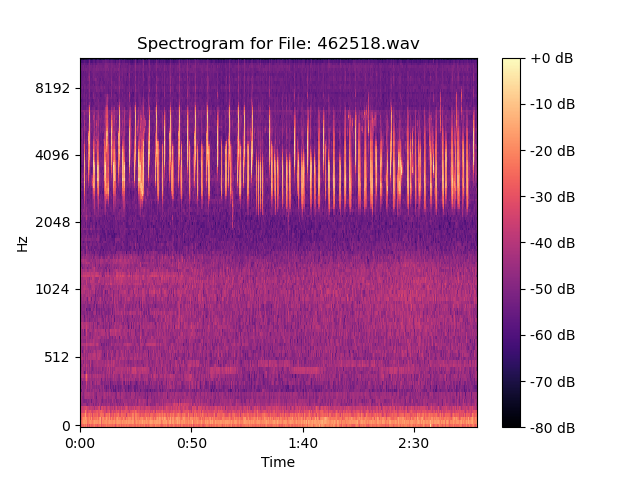 Spectrogram for File: 462518.wav
8192
4096
2048
1024
512
0
Hz
0:00
0:50
1:40
2:30
Time
+0 dB
-10 dB
-20 dB
-30 dB
-40 dB
-50 dB
-60 dB
-70 dB
-80 dB